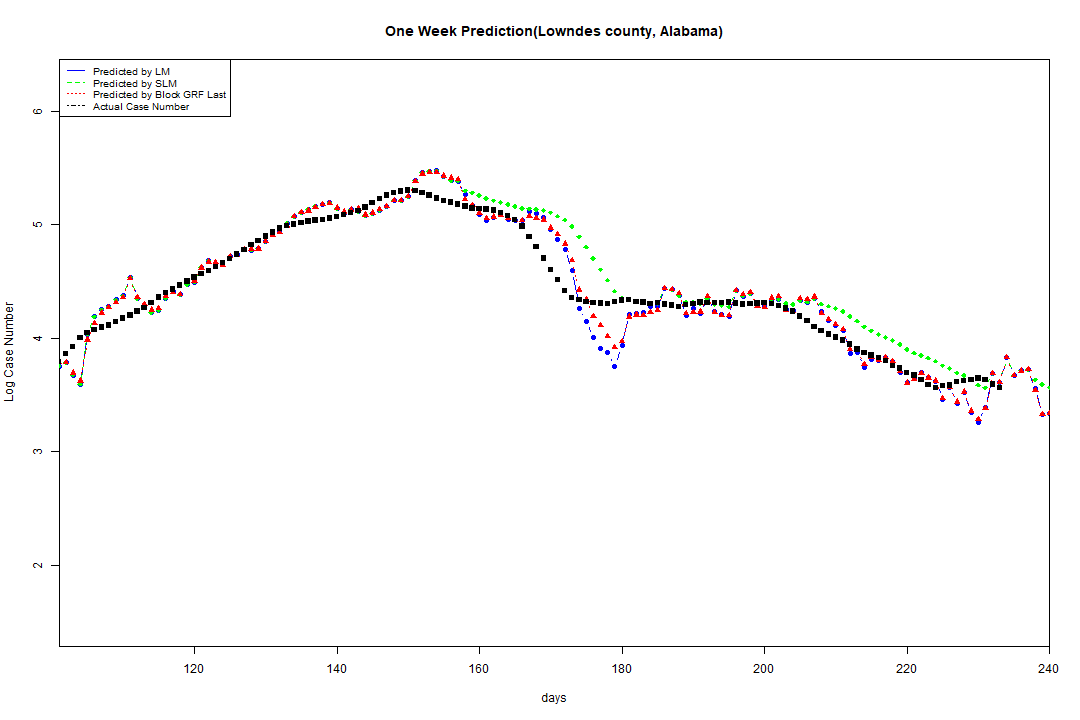 One Week Prediction(Lowndes county, Alabama)
Predicted by LM
Predicted by SLM
Predicted by Block GRF Last
Actual Case Number
6
5
4
3
2
Log Case Number
120 140 160 180 200 220 240
days